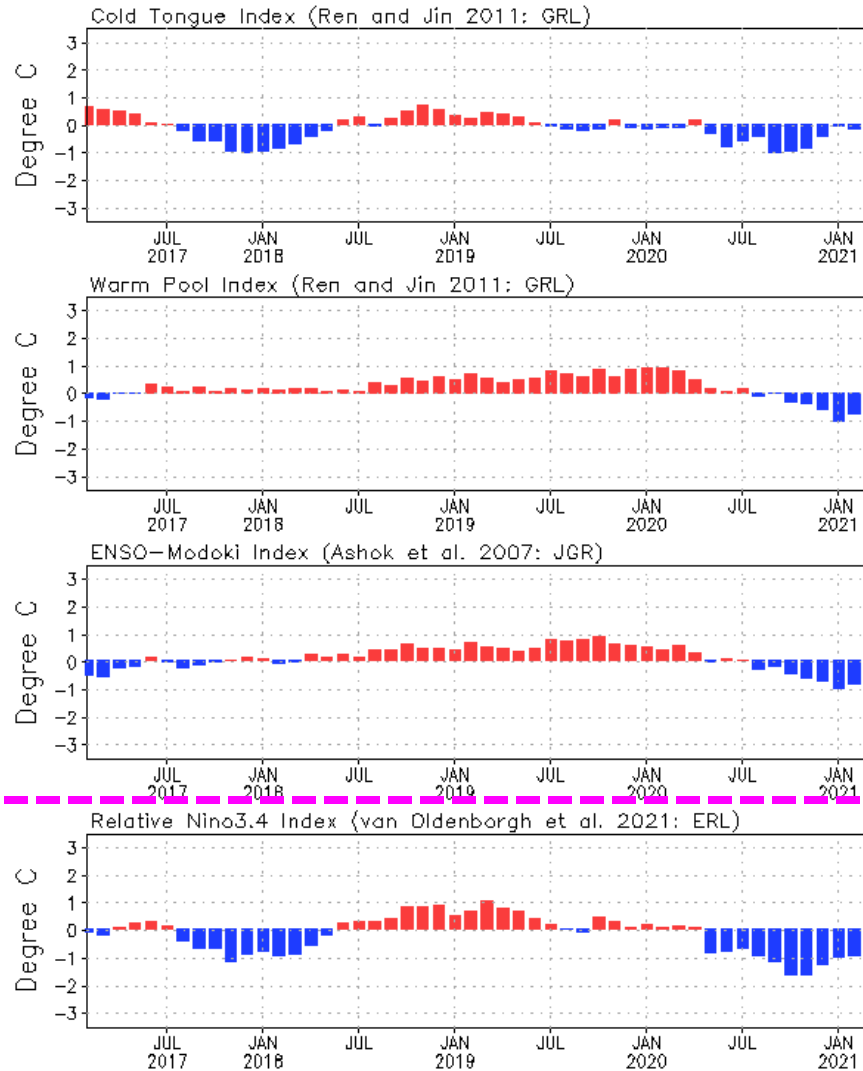 Cold Tongue Index (Ren and Jin 2011: GRL)
Degree C
3
2
1
0
−1
−2
−3
JUL JAN JUL JAN JUL JAN JUL JAN
2017 2018 2019 2020 2021
Warm Pool Index (Ren and Jin 2011: GRL)
Degree C
3
2
1
0
−1
−2
−3
JUL JAN JUL JAN JUL JAN JUL JAN
2017 2018 2019 2020 2021
ENSO−Modoki Index (Ashok et al. 2007: JGR)
Degree C
3
2
1
0
−1
−2
−3
JUL JAN JUL JAN JUL JAN JUL JAN
2017 2018 2019 2020 2021
Relative Nino3.4 Index (van Oldenborgh et al. 2021: ERL)
Degree C
3
2
1
0
−1
−2
−3
JUL JAN JUL JAN JUL JAN JUL JAN
2017 2018 2019 2020 2021